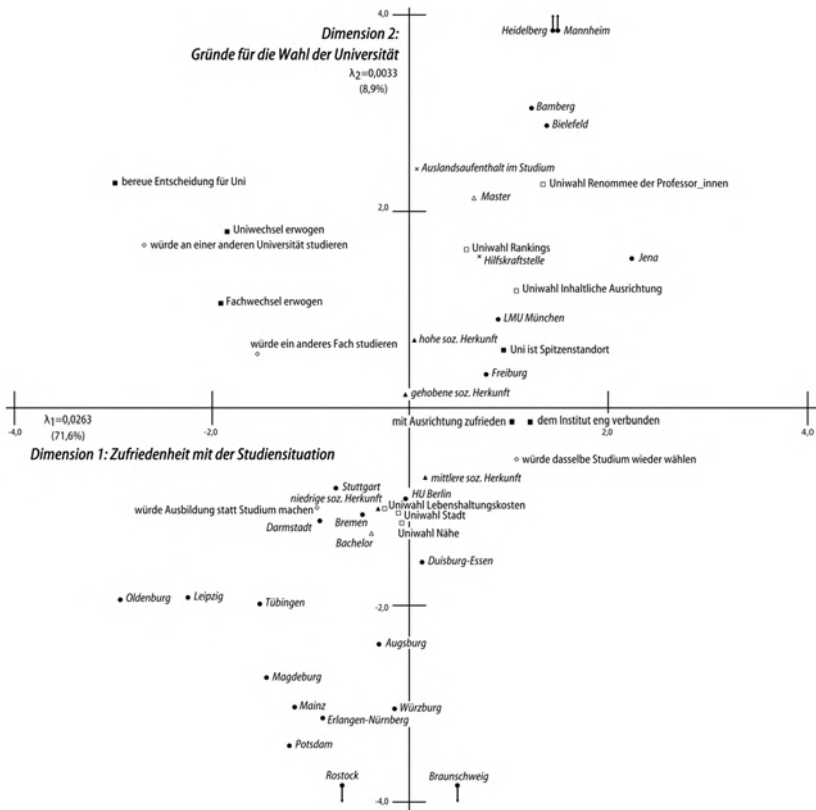 4,0
Dimension 2:
Gründe für die Wahl der Universität
λ2=0,0033
(8,9%)
Heidelberg
Mannheim
Bamberg
Bielefeld
Auslandsaufenthalt im Studium
bereue Entscheidung für Uni
Uniwahl Renommee der Professor_innen
Master
2,0
Uniwechsel erwogen
würde an einer anderen Universität studieren
Uniwahl Rankings
Hilfskraftstelle
Jena
Uniwahl Inhaltliche Ausrichtung
Fachwechsel erwogen
LMU München
würde ein anderes Fach studieren
hohe soz. Herkunft
Uni ist Spitzenstandort
Freiburg
gehobene soz. Herkunft
-4,0
λ1=0,0263
(71,6%)
-2,0
mit Ausrichtung zufrieden
dem Institut eng verbunden
2,0
4,0
Dimension 1: Zufriedenheit mit der Studiensituation
würde dasselbe Studium wieder wählen
mittlere soz. Herkunft
Stuttgart
niedrige soz. Herkunft
HU Berlin
würde Ausbildung statt Studium machen
Uniwahl Lebenshaltungskosten
Uniwahl Stadt
Darmstadt
Bremen
Uniwahl Nähe
Bachelor
Duisburg-Essen
Oldenburg
Leipzig
Tübingen
-2,0
Augsburg
Magdeburg
Mainz
Würzburg
Erlangen-Nürnberg
Potsdam
Rostock
Braunschweig
-4,0